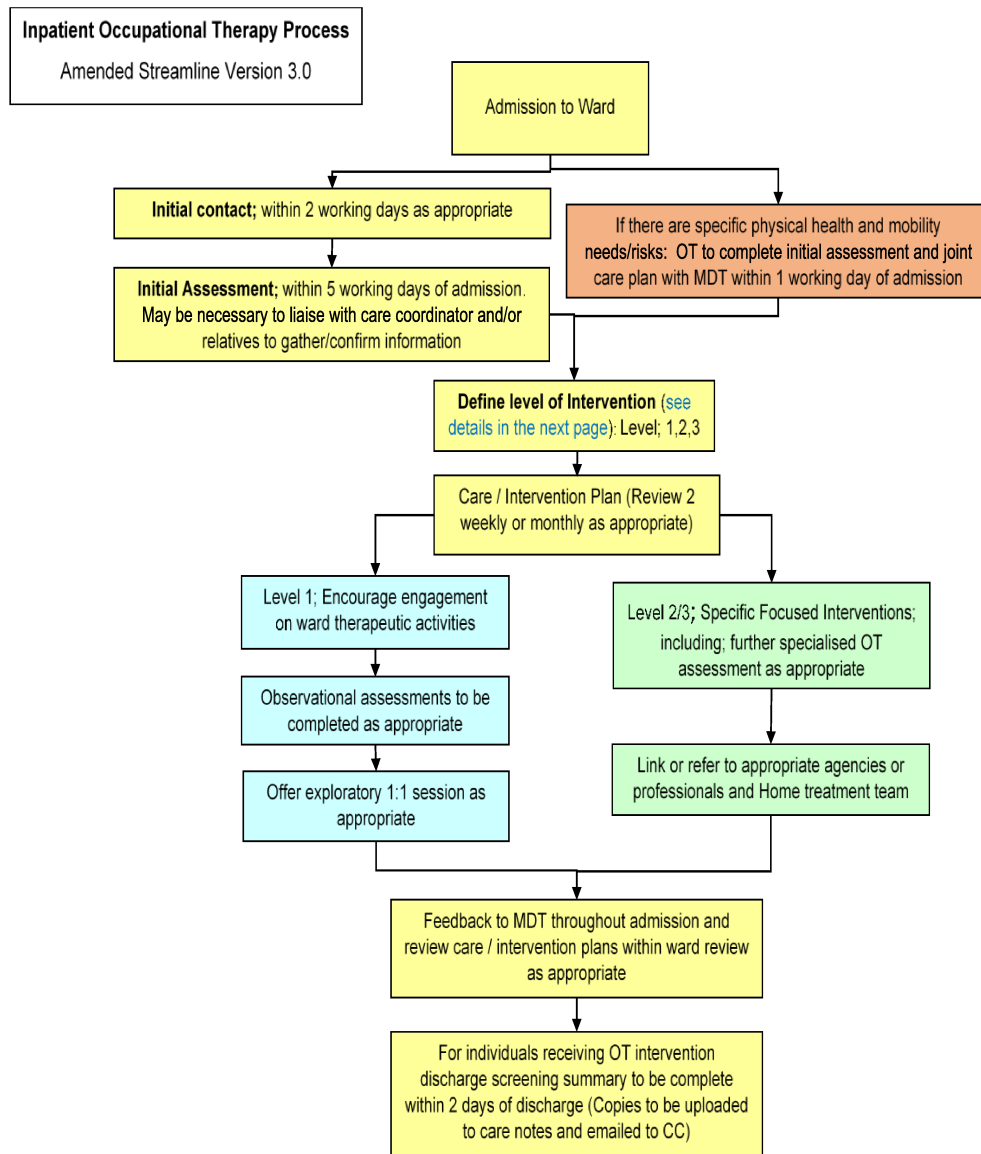 Inpatient Occupational Therapy Process
Amended Streamline Version 3.0
Admission to Ward
Initial contact; within 2 working days as appropriate
If there are specific physical health and mobility
needs/risks: OT to complete initial assessment and joint
care plan with MDT within 1 working day of admission
Initial Assessment; within 5 working days of admission.
May be necessary to liaise with care coordinator and/or
relatives to gather/confirm information
Define level of Intervention (see
details in the next page): Level; 1,2,3
Care / Intervention Plan (Review 2
weekly or monthly as appropriate)
Level 1; Encourage engagement
on ward therapeutic activities
Observational assessments to be
completed as appropriate
Offer exploratory 1:1 session as
appropriate
Level 2/3; Specific Focused Interventions;
including; further specialised OT
assessment as appropriate
Link or refer to appropriate agencies or
professionals and Home treatment team
Feedback to MDT throughout admission and
review care / intervention plans within ward review
as appropriate
For individuals receiving OT intervention
discharge screening summary to be complete
within 2 days of discharge (Copies to be uploaded
to care notes and emailed to CC)